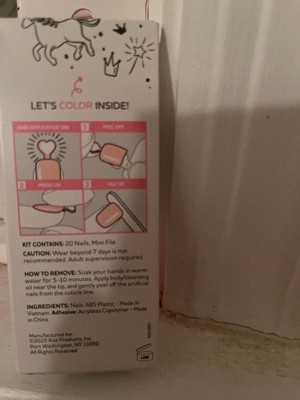 LET'S COLOR INSIDE!
EASY APPLICATION TAB
1 PEEL OFF
2 PRESS ON
3
KIT CONTAINS: 20 Nails, Mini File
CAUTION: Wear beyond 7 days is not
recommended. Adult supervision required.
HOW TO REMOVE: Soak your hands in warm
water for 5-10 minutes. Apply body/cleansing
oil near the tip, and gently peel off the artificial
nails from the cuticle line.
INGREDIENTS: Nails: ABS Plastic - Made in
Vietnam. Adhesive: Acrylates Copolymer - Made
in China.
Manufactured for:
©2023 Kiss Products, Inc.
Port Washington, NY 11050
All Rights Reserved